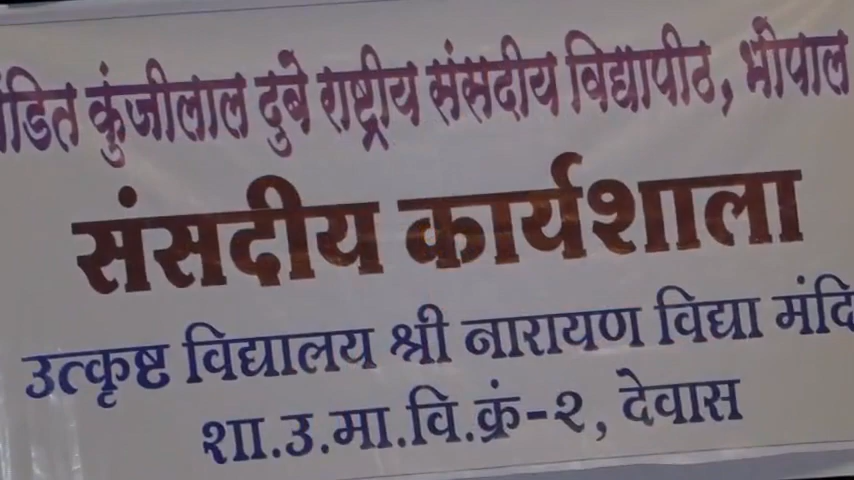 ंडित कुंजीलाल दुबे राष्ट्रीय संसदीय विद्यापीठ, भोपाल
संसदीय कार्यशाला
उत्कृष्ट विद्यालय श्री नारायण विद्या मंदि
शा.उ.मा.वि.क्रं-२, देवास